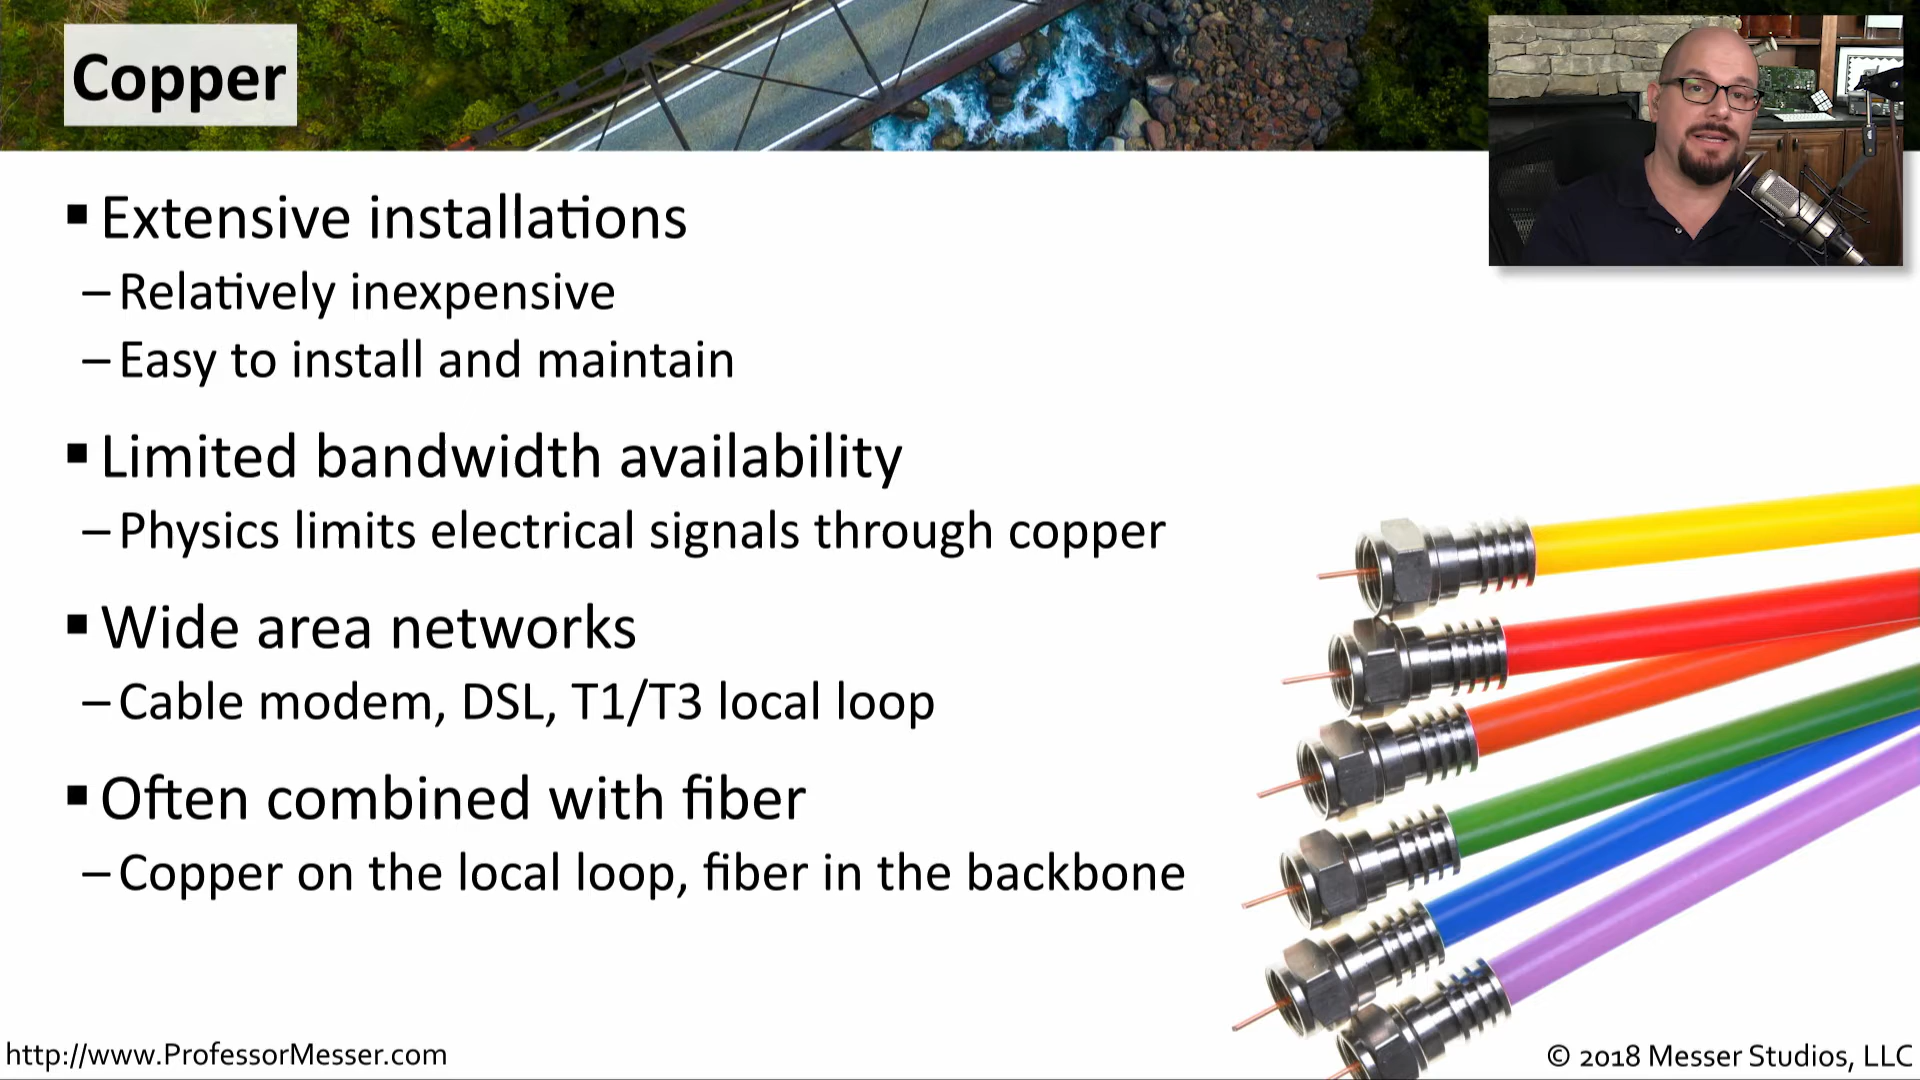 Copper
▪ Extensive installations
– Relatively inexpensive
– Easy to install and maintain
▪ Limited bandwidth availability
– Physics limits electrical signals through copper
▪ Wide area networks
– Cable modem, DSL, T1/T3 local loop
▪ Often combined with fiber
– Copper on the local loop, fiber in the backbone
http://www.ProfessorMesser.com
© 2018 Messer Studios, LLC